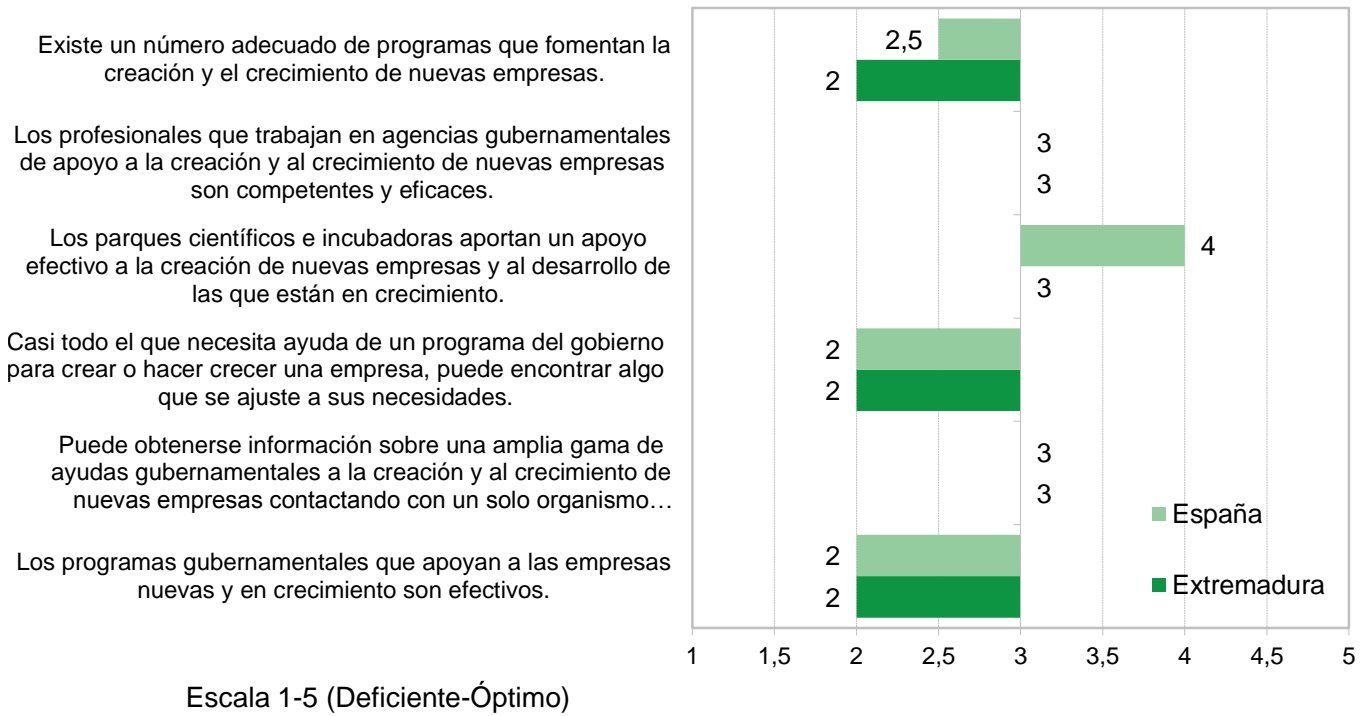 Existe un número adecuado de programas que fomentan la
creación y el crecimiento de nuevas empresas.
2,5
2
Los profesionales que trabajan en agencias gubernamentales
de apoyo a la creación y al crecimiento de nuevas empresas
son competentes y eficaces.
3
3
Los parques científicos e incubadoras aportan un apoyo
efectivo a la creación de nuevas empresas y al desarrollo de
las que están en crecimiento.
4
3
Casi todo el que necesita ayuda de un programa del gobierno
para crear o hacer crecer una empresa, puede encontrar algo
que se ajuste a sus necesidades.
2
2
Puede obtenerse información sobre una amplia gama de
ayudas gubernamentales a la creación y al crecimiento de
nuevas empresas contactando con un solo organismo…
3
3
Los programas gubernamentales que apoyan a las empresas
nuevas y en crecimiento son efectivos.
2
2
España
Extremadura
1 1,5 2 2,5 3 3,5 4 4,5 5
Escala 1-5 (Deficiente-Óptimo)